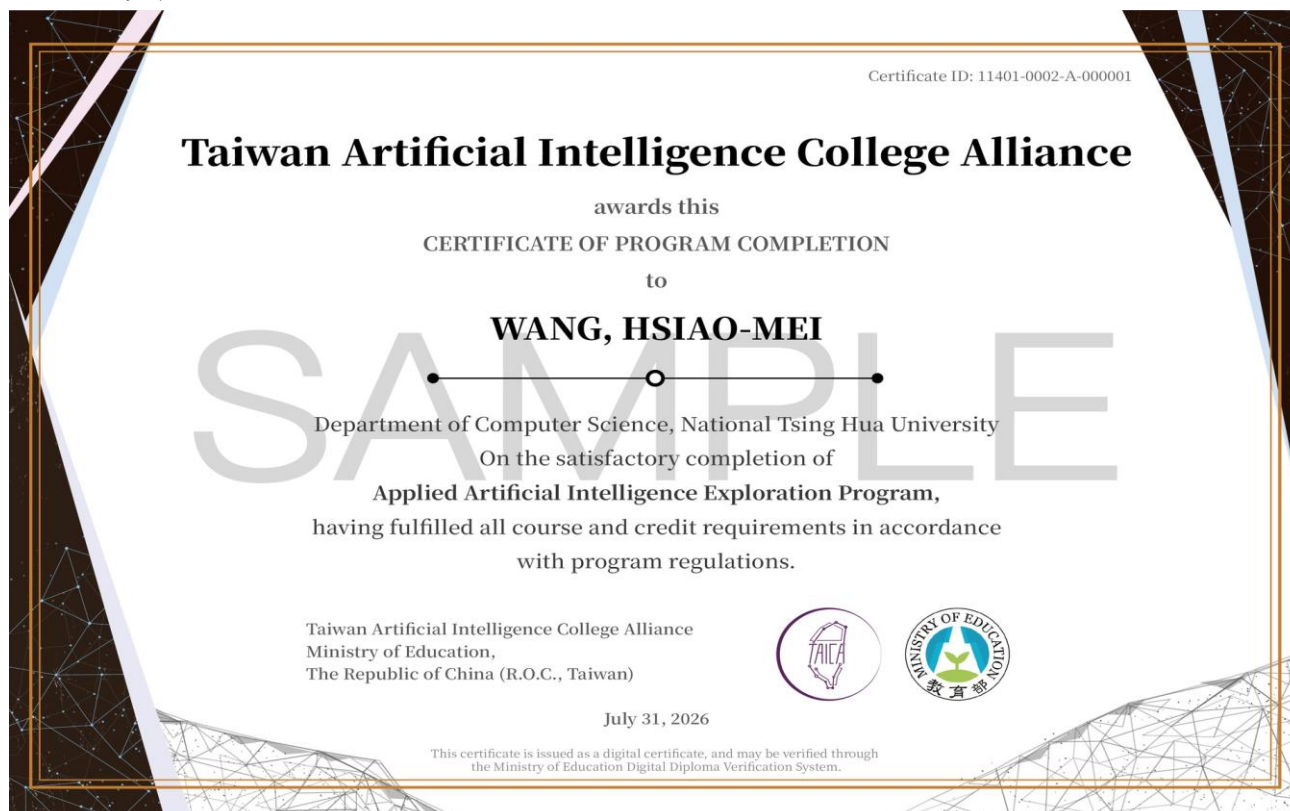 Certificate ID: 11401-0002-A-000001
Taiwan Artificial Intelligence College Alliance
awards this
CERTIFICATE OF PROGRAM COMPLETION
to
WANG, HSIAO-MEI
SAMPLE
Department of Computer Science, National Tsing Hua University
On the satisfactory completion of
Applied Artificial Intelligence Exploration Program,
having fulfilled all course and credit requirements in accordance
with program regulations.
Taiwan Artificial Intelligence College Alliance
Ministry of Education,
The Republic of China (R.O.C., Taiwan)
TAICA
MINISTRY OF EDUCATION
教育部
July 31, 2026
This certificate is issued as a digital certificate, and may be verified through
the Ministry of Education Digital Diploma Verification System.